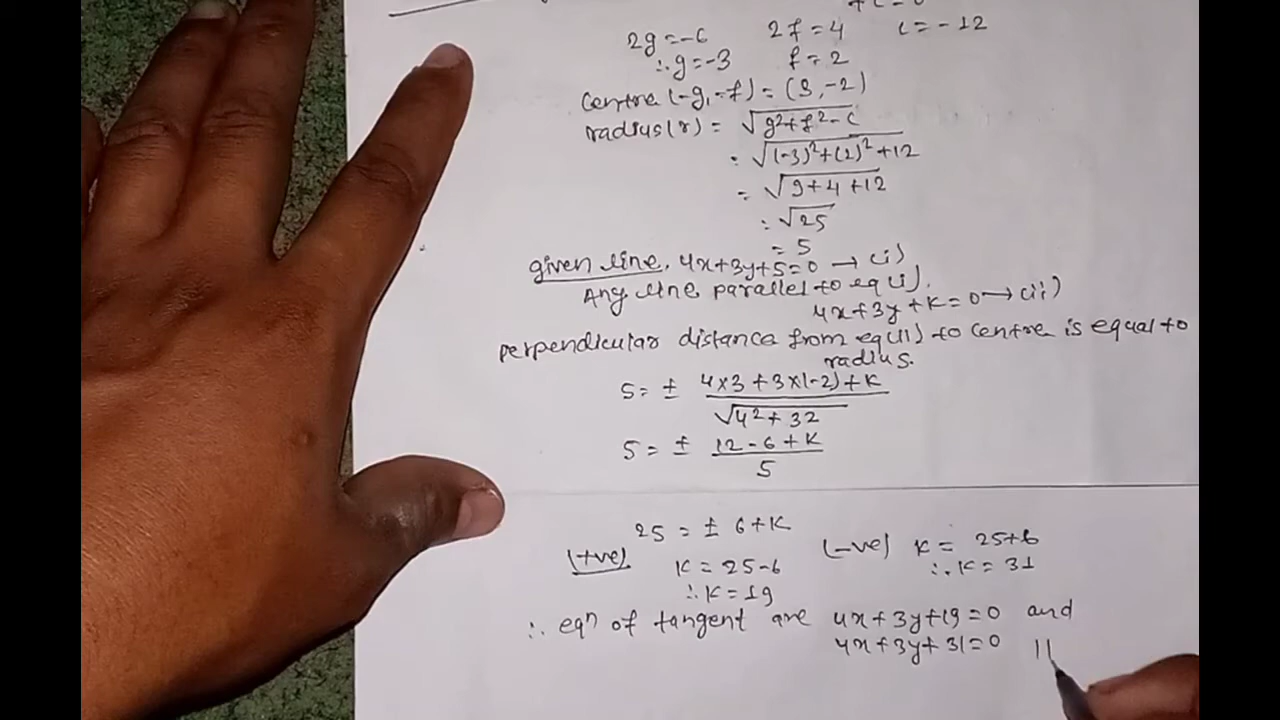 2g = -6 2f = 4 c = -12
∴ g = -3 f = 2
centre (-g, -f) = (3, -2)
radius (r) = √g²+f²-c
= √(-3)²+(2)²+12
= √9+4+12
= √25
= 5
given line, 4x+3y+5=0 → (i)
Any line parallel to eq (i),
4x+3y+k=0 → (ii)
perpendicular distance from eq (ii) to centre is equal to
radius.
5 = ± 4×3+3×(-2)+k / √4²+32
5 = ± 12-6+k / 5
25 = ± 6+k
(+ve) k = 25-6 (-ve) k = 25+6
∴ k = 19 ∴ k = 31
∴ eqⁿ of tangent are 4x+3y+19=0 and
4x+3y+31=0 ||